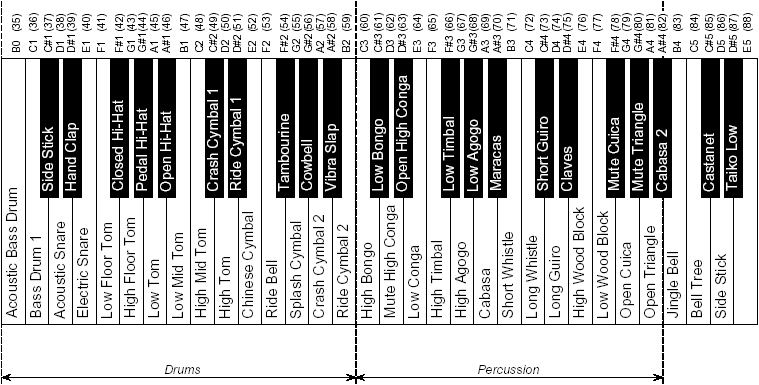 B0 (35)
C1 (36)
C#1 (37)
D1 (38)
D#1 (39)
E1 (40)
F1 (41)
F#1 (42)
G1 (43)
G#1 (44)
A1 (45)
A#1 (46)
B1 (47)
C2 (48)
C#2 (49)
D2 (50)
D#2 (51)
E2 (52)
F2 (53)
F#2 (54)
G2 (55)
G#2 (56)
A2 (57)
A#2 (58)
B2 (59)
C3 (60)
C#3 (61)
D3 (62)
D#3 (63)
E3 (64)
F3 (65)
F#3 (66)
G3 (67)
G#3 (68)
A3 (69)
A#3 (70)
B3 (71)
C4 (72)
C#4 (73)
D4 (74)
D#4 (75)
E4 (76)
F4 (77)
F#4 (78)
G4 (79)
G#4 (80)
A4 (81)
A#4 (82)
B4 (83)
C5 (84)
C#5 (85)
D5 (86)
D#5 (87)
E5 (88)
Side Stick
Hand Clap
Closed Hi-Hat
Pedal Hi-Hat
Open Hi-Hat
Crash Cymbal 1
Ride Cymbal 1
Tambourine
Cowbell
Vibra Slap
Low Bongo
Open High Conga
Low Timbal
Low Agogo
Maracas
Short Guiro
Claves
Mute Cuica
Mute Triangle
Cabasa 2
Castanet
Taiko Low
Acoustic Bass Drum
Bass Drum 1
Acoustic Snare
Electric Snare
Low Floor Tom
High Floor Tom
Low Tom
Low Mid Tom
High Mid Tom
High Tom
Chinese Cymbal
Ride Bell
Splash Cymbal
Crash Cymbal 2
Ride Cymbal 2
High Bongo
Mute High Conga
Low Conga
High Timbal
High Agogo
Cabasa
Short Whistle
Long Whistle
Long Guiro
High Wood Block
Low Wood Block
Open Cuica
Open Triangle
Jingle Bell
Bell Tree
Side Stick
Drums
Percussion